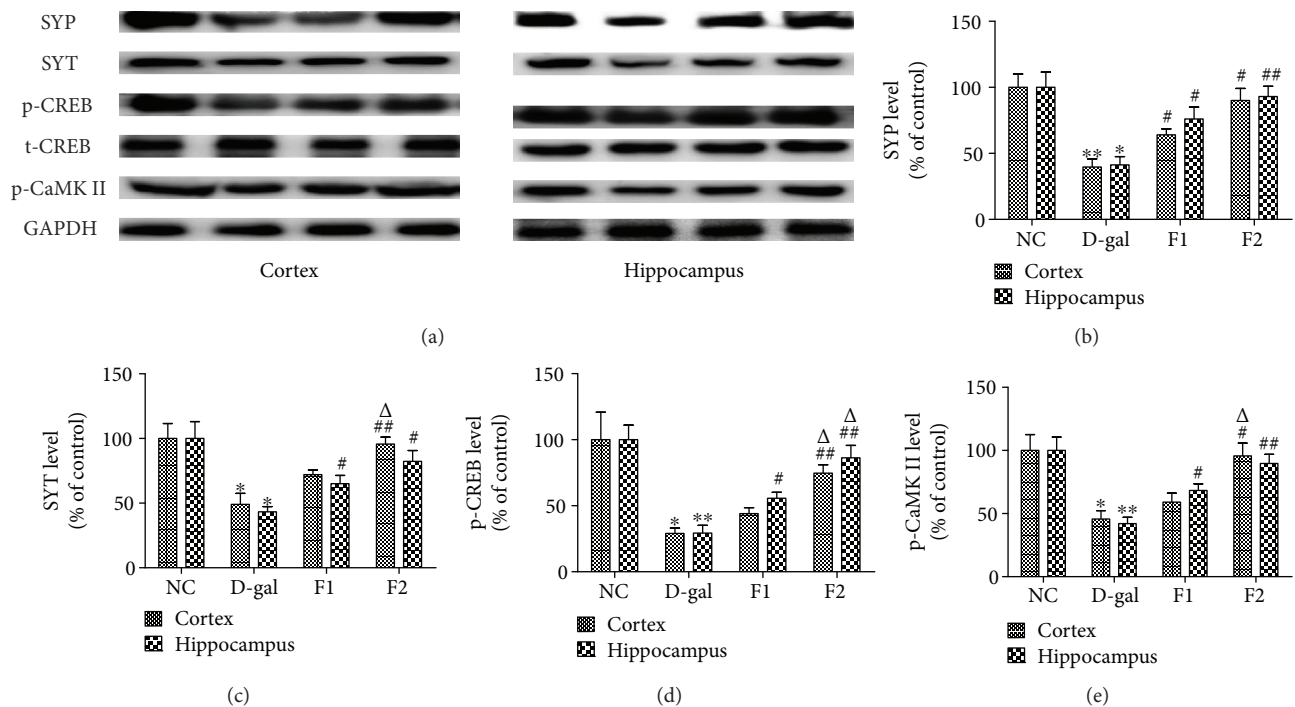 SYP
SYT
p-CREB
t-CREB
p-CaMK II
GAPDH
Cortex
Hippocampus
(a)
SYP level
(% of control)
150
100
50
0
** *
# #
# ##
NC D-gal F1 F2
Cortex
Hippocampus
(b)
SYT level
(% of control)
150
100
50
0
* *
#
Δ
## #
NC D-gal F1 F2
Cortex
Hippocampus
(c)
p-CREB level
(% of control)
150
100
50
0
* **
#
Δ Δ
## ##
NC D-gal F1 F2
Cortex
Hippocampus
(d)
p-CaMK II level
(% of control)
150
100
50
0
* **
#
Δ
# ##
NC D-gal F1 F2
Cortex
Hippocampus
(e)